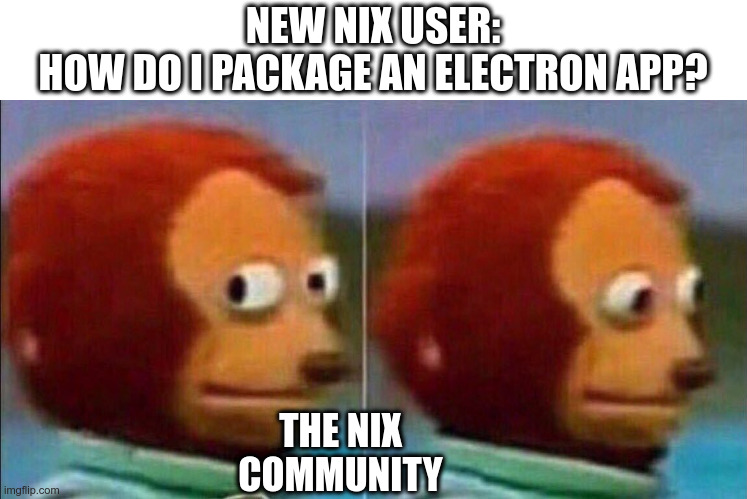 NEW NIX USER:
HOW DO I PACKAGE AN ELECTRON APP?
THE NIX
COMMUNITY
imgflip.com